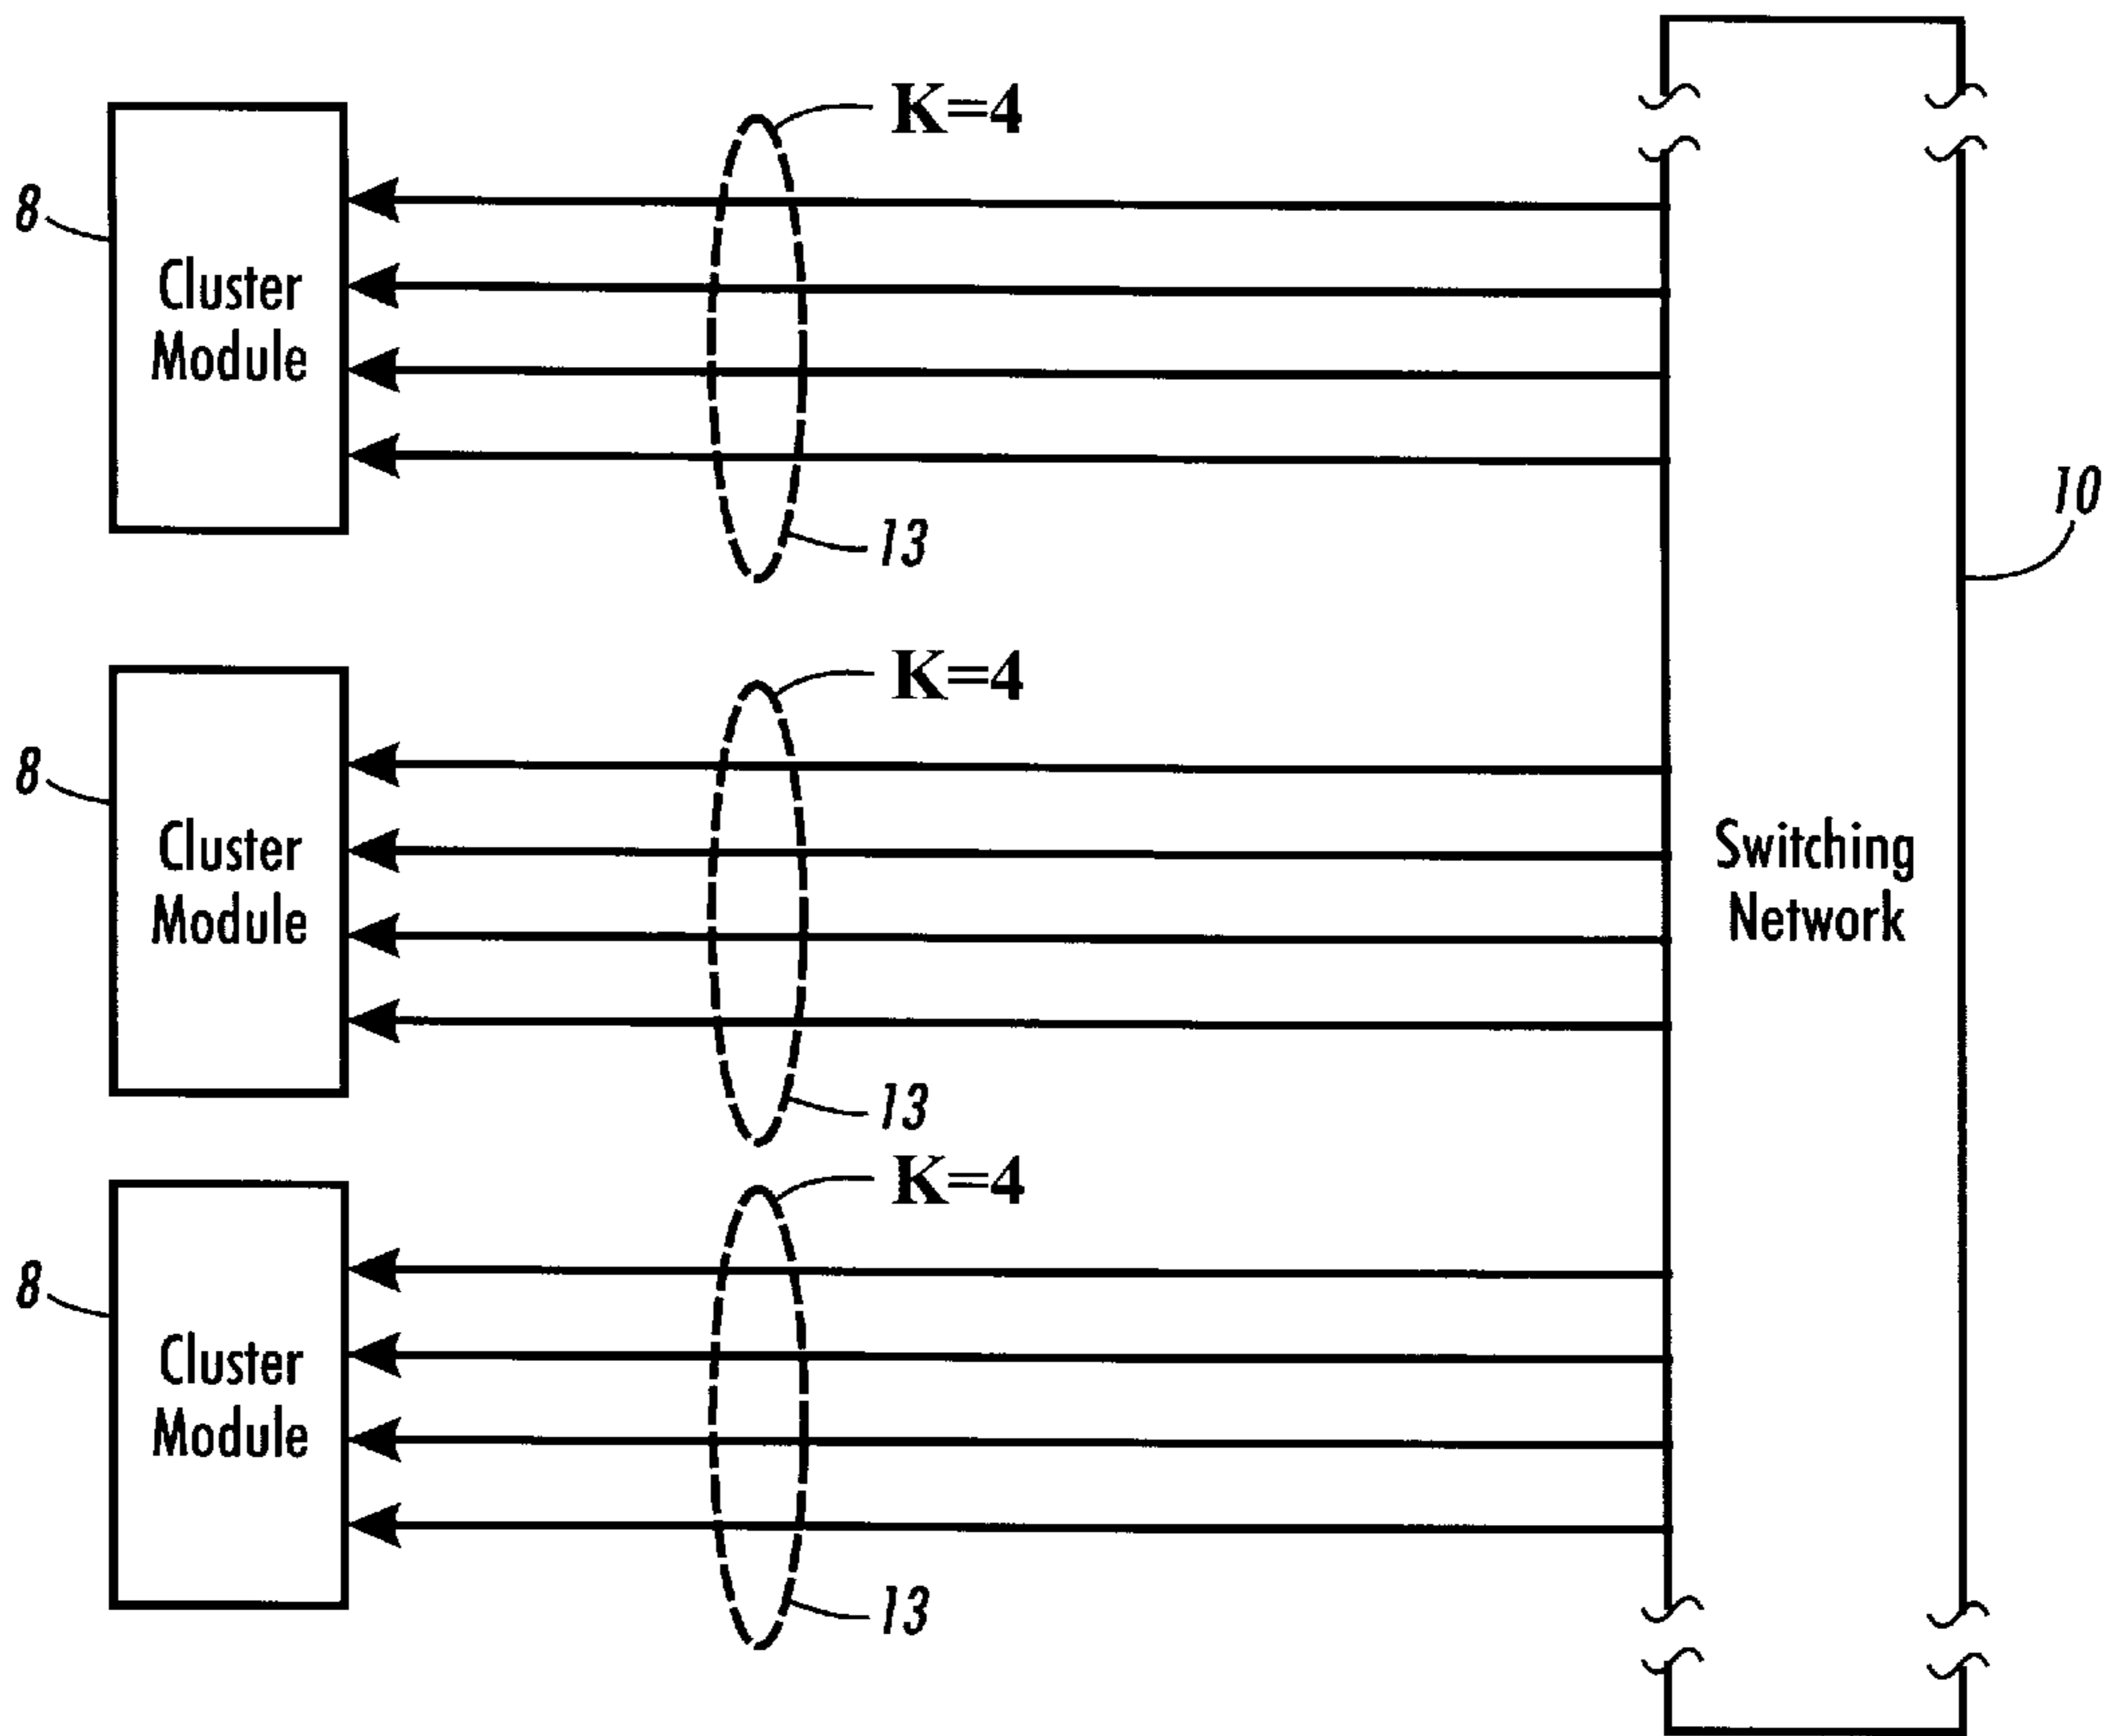 K=4
8
Cluster
Module
13
10
K=4
8
Cluster
Module
Switching
Network
13
K=4
8
Cluster
Module
13